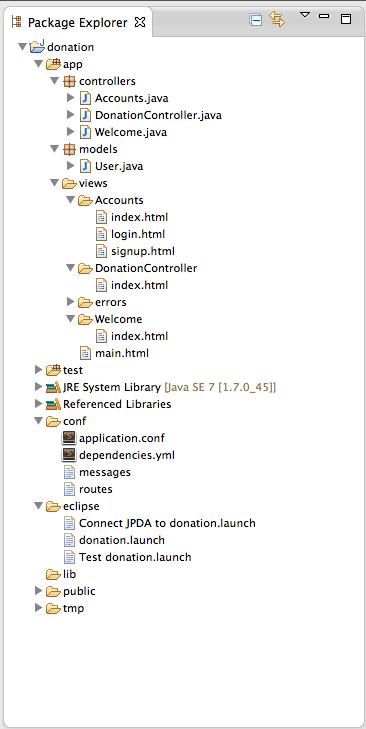 Package Explorer
donation
app
controllers
Accounts.java
DonationController.java
Welcome.java
models
User.java
views
Accounts
index.html
login.html
signup.html
DonationController
index.html
errors
Welcome
index.html
main.html
test
JRE System Library [Java SE 7 [1.7.0_45]]
Referenced Libraries
conf
application.conf
dependencies.yml
messages
routes
eclipse
Connect JPDA to donation.launch
donation.launch
Test donation.launch
lib
public
tmp